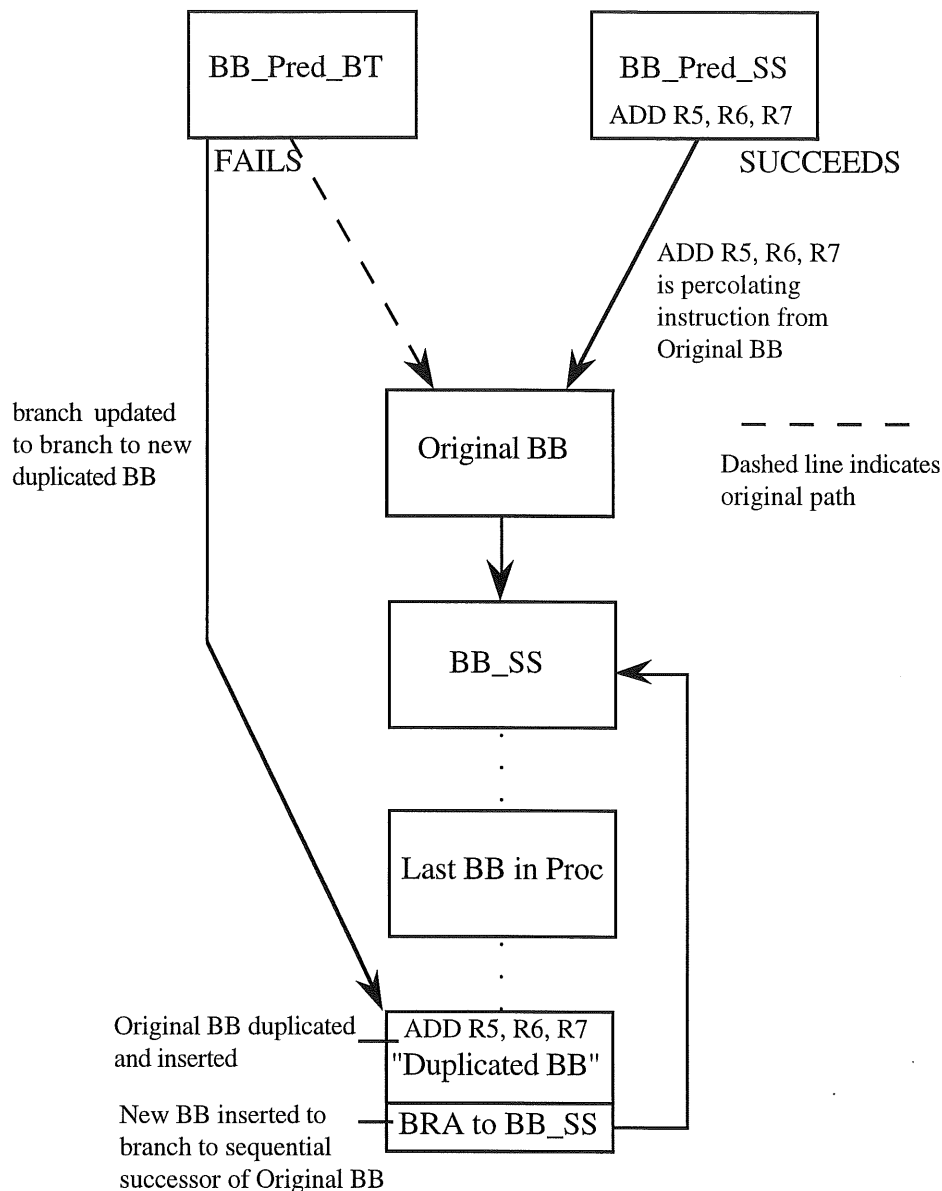 BB_Pred_BT
BB_Pred_SS
ADD R5, R6, R7
FAILS
SUCCEEDS
ADD R5, R6, R7
is percolating
instruction from
Original BB
branch updated
to branch to new
duplicated BB
Original BB
Dashed line indicates
original path
BB_SS
Last BB in Proc
Original BB duplicated
and inserted
ADD R5, R6, R7
"Duplicated BB"
New BB inserted to
branch to sequential
successor of Original BB
BRA to BB_SS